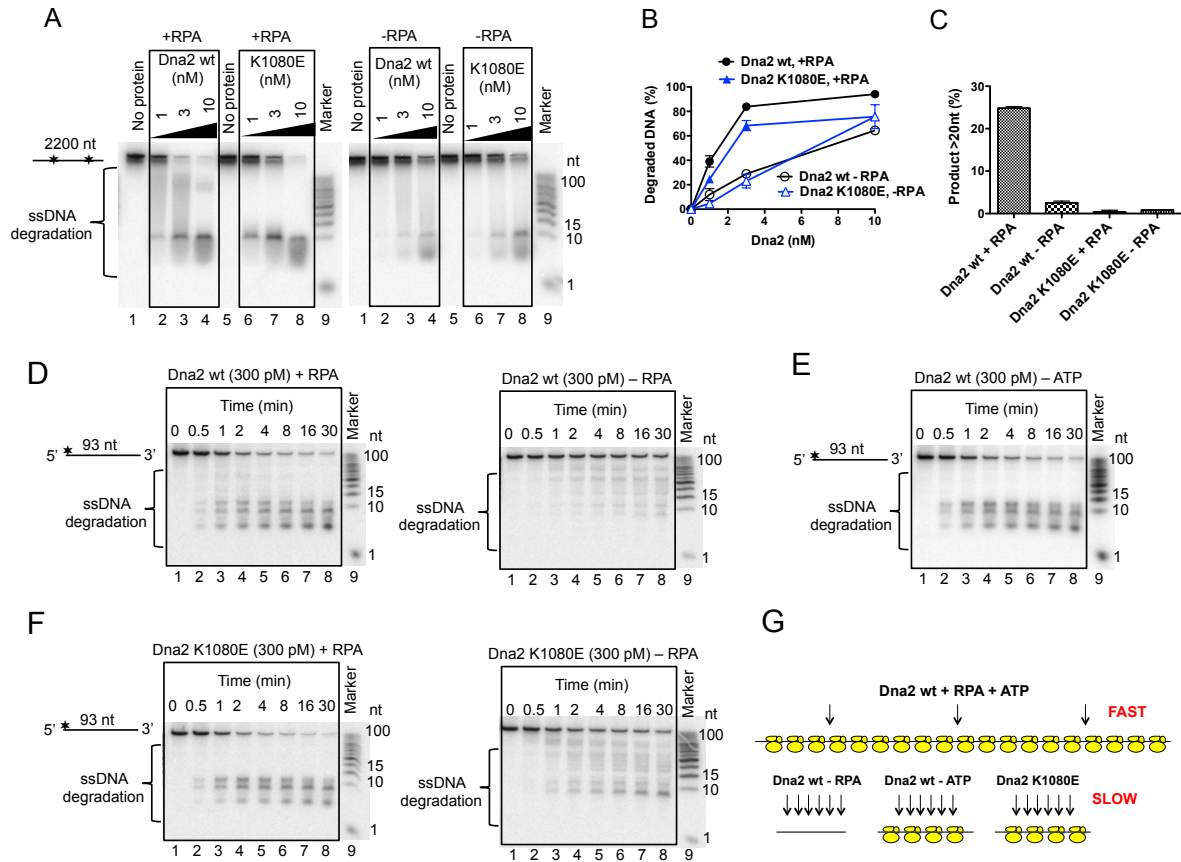 A
+RPA +RPA -RPA -RPA
No protein Dna2 wt (nM) No protein K1080E (nM) Marker No protein Dna2 wt (nM) No protein K1080E (nM) Marker
1 3 10 1 3 10 1 3 10 1 3 10
2200 nt
nt
100
15
10
1
ssDNA
degradation
1 2 3 4 5 6 7 8 9 1 2 3 4 5 6 7 8 9
B
Dna2 wt, +RPA
Dna2 K1080E, +RPA
Degraded DNA (%)
100
80
60
40
20
0
Dna2 wt - RPA
Dna2 K1080E, -RPA
0 2 4 6 8 10
Dna2 (nM)
C
Product >20nt (%)
40
30
20
10
0
Dna2 wt + RPA
Dna2 wt - RPA
Dna2 K1080E + RPA
Dna2 K1080E - RPA
D
Dna2 wt (300 pM) + RPA
Time (min)
0 0.5 1 2 4 8 16 30
Marker
nt
5' 93 nt 3'
100
15
10
1
ssDNA
degradation
1 2 3 4 5 6 7 8 9
Dna2 wt (300 pM) – RPA
Time (min)
0 0.5 1 2 4 8 16 30
Marker
nt
100
15
10
1
ssDNA
degradation
1 2 3 4 5 6 7 8 9
E
Dna2 wt (300 pM) – ATP
Time (min)
0 0.5 1 2 4 8 16 30
Marker
nt
5' 93 nt 3'
100
15
10
1
ssDNA
degradation
1 2 3 4 5 6 7 8 9
F
Dna2 K1080E (300 pM) + RPA
Time (min)
0 0.5 1 2 4 8 16 30
Marker
nt
5' 93 nt 3'
100
10
1
ssDNA
degradation
1 2 3 4 5 6 7 8 9
Dna2 K1080E (300 pM) – RPA
Time (min)
0 0.5 1 2 4 8 16 30
Marker
nt
100
15
10
1
ssDNA
degradation
1 2 3 4 5 6 7 8 9
G
Dna2 wt + RPA + ATP
FAST
Dna2 wt - RPA Dna2 wt - ATP Dna2 K1080E
SLOW